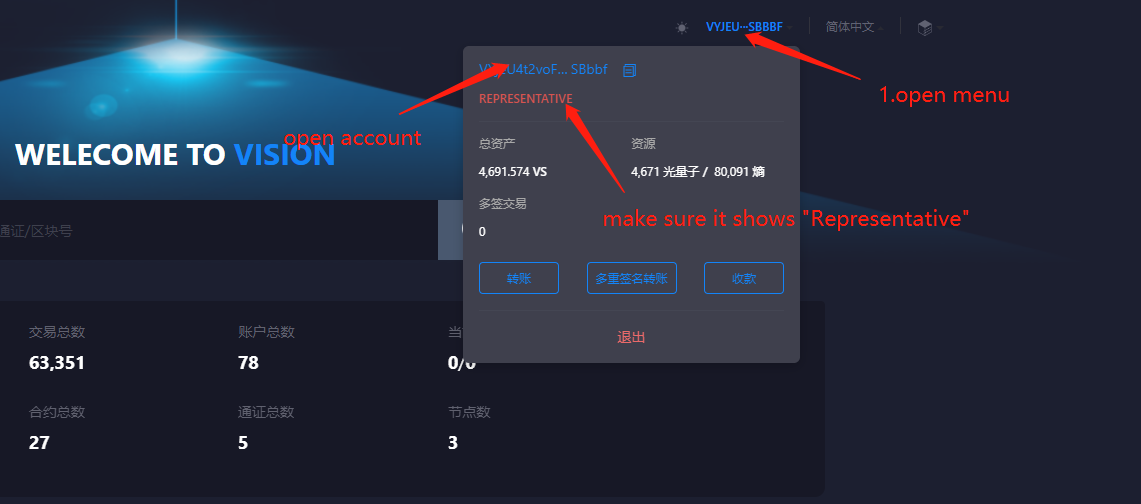 VYJEU···SBBBF
简体中文
1.open menu
VYJEU4t2voF... SBbbf
REPRESENTATIVE
open account
WELECOME TO VISION
总资产
资源
4,691.574 VS
4,671 光量子 / 80,091 熵
多签交易
0
make sure it shows "Representative"
通证/区块号
转账
多重签名转账
收款
退出
交易总数
账户总数
当
63,351
78
0/0
合约总数
通证总数
节点数
27
5
3